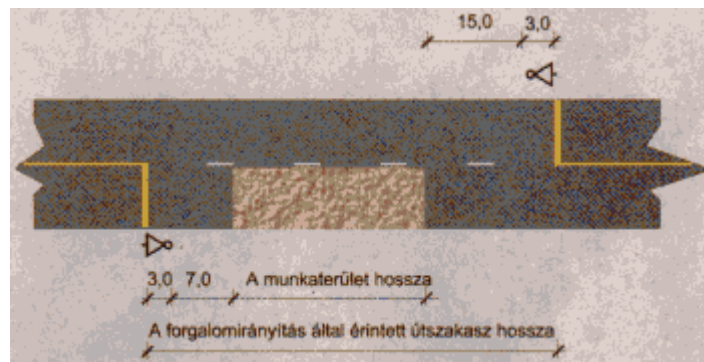 15,0 3,0
3,0 7,0 A munkaterület hossza
A forgalomirányítás által érintett útszakasz hossza